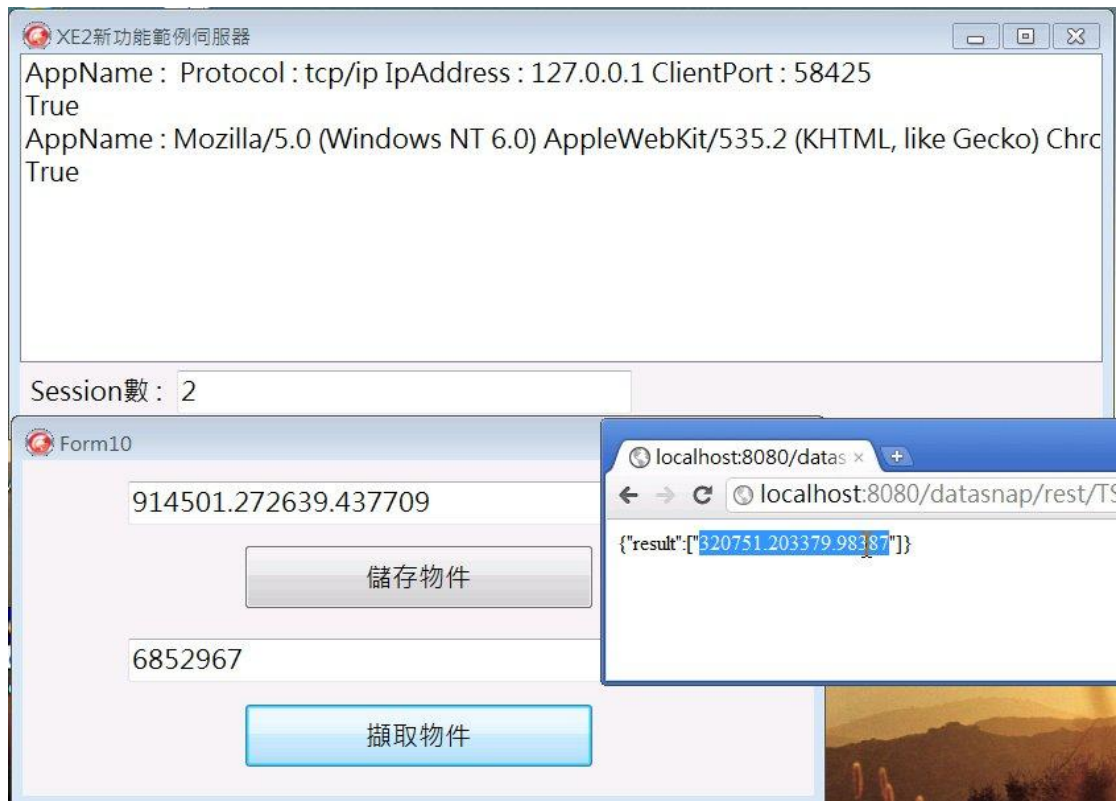 XE2新功能範例伺服器
AppName :  Protocol : tcp/ip IpAddress : 127.0.0.1 ClientPort : 58425
True
AppName : Mozilla/5.0 (Windows NT 6.0) AppleWebKit/535.2 (KHTML, like Gecko) Chrc
True
Session數 : 2
Form10
914501.272639.437709
儲存物件
6852967
擷取物件
localhost:8080/datas
localhost:8080/datasnap/rest/TS
{"result":["320751.203379.98387"]}